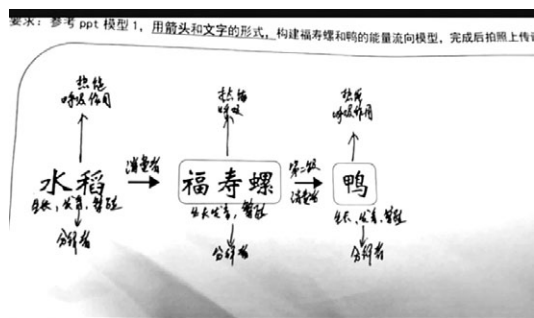 要求：参考 ppt 模型 1，用箭头和文字的形式，构建福寿螺和鸭的能量流向模型，完成后拍照上传
热能
呼吸作用
热能
呼吸
热能
呼吸作用
水稻
消费者
福寿螺
第二级
消费者
鸭
生长、发育、繁殖
生长发育，繁殖
生长、发育、繁殖
分解者
分解者
分解者